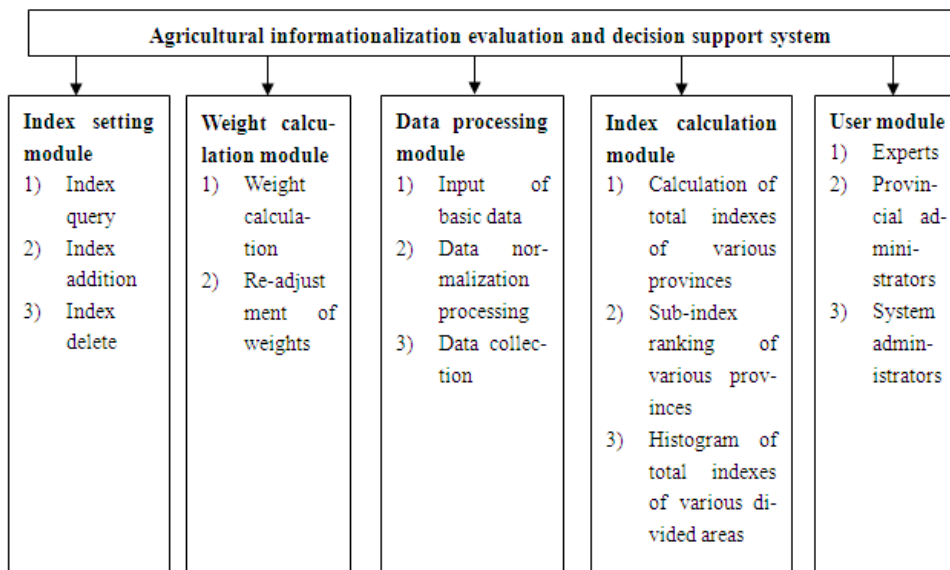 Agricultural informationalization evaluation and decision support system
Index setting
module
1) Index
query
2) Index
addition
3) Index
delete
Weight calcu-
lation module
1) Weight
calcula-
tion
2) Re-adjust
ment of
weights
Data processing
module
1) Input of
basic data
2) Data nor-
malization
processing
3) Data collec-
tion
Index calculation
module
1) Calculation of
total indexes
of various
provinces
2) Sub-index
ranking of
various prov-
inces
3) Histogram of
total indexes
of various di-
vided areas
User module
1) Experts
2) Provin-
cial ad-
mini-
strators
3) System
admin-
istrators